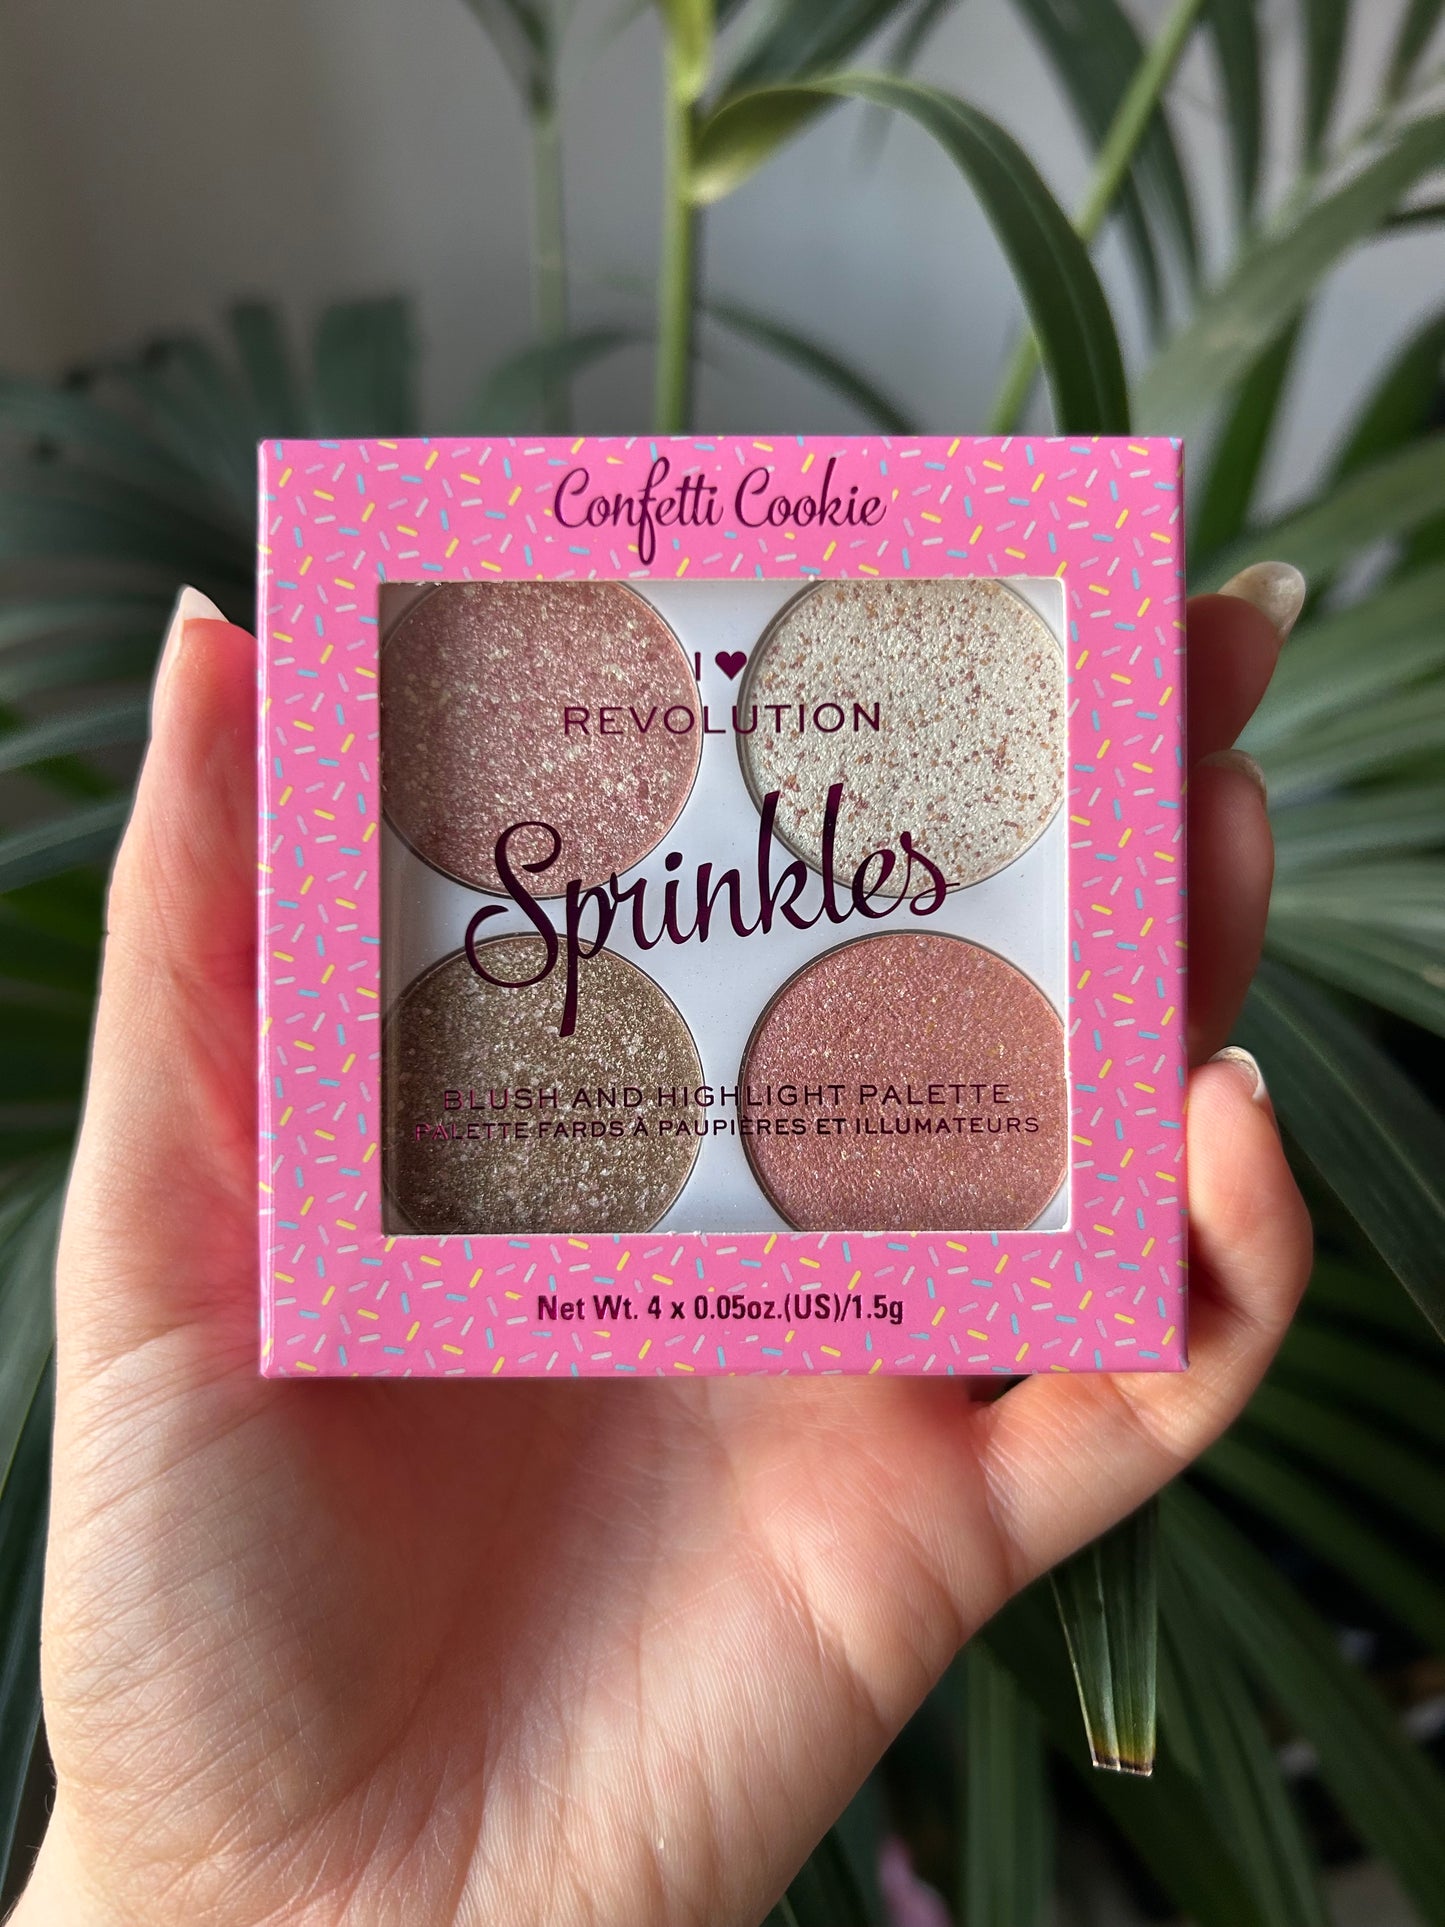 Confetti Cookie
I ♥
REVOLUTION
Sprinkles
BLUSH AND HIGHLIGHT PALETTE
PALETTE FARDS À PAUPIÈRES ET ILLUMATEURS
Net Wt. 4 x 0.05oz.(US)/1.5g